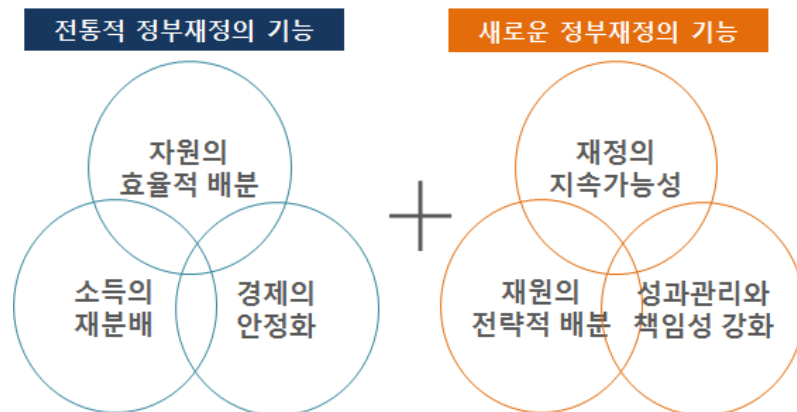 전통적 정부재정의 기능
자원의
효율적 배분
소득의
재분배
경제의
안정화
새로운 정부재정의 기능
재정의
지속가능성
재원의
전략적 배분
성과관리와
책임성 강화